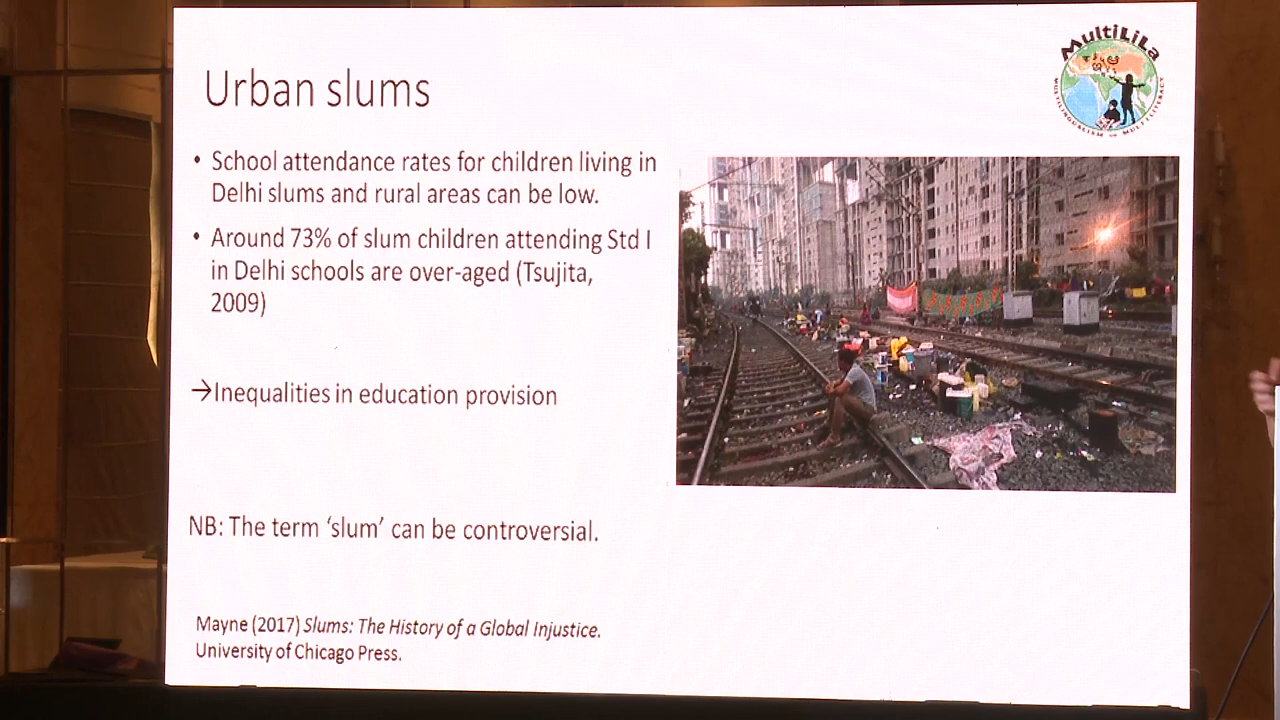 Urban slums
MultiLiLa
MULTILINGUALISM MULTILITERACY
• School attendance rates for children living in
Delhi slums and rural areas can be low.
• Around 73% of slum children attending Std I
in Delhi schools are over-aged (Tsujita,
2009)
→Inequalities in education provision
NB: The term ‘slum’ can be controversial.
Mayne (2017) Slums: The History of a Global Injustice.
University of Chicago Press.